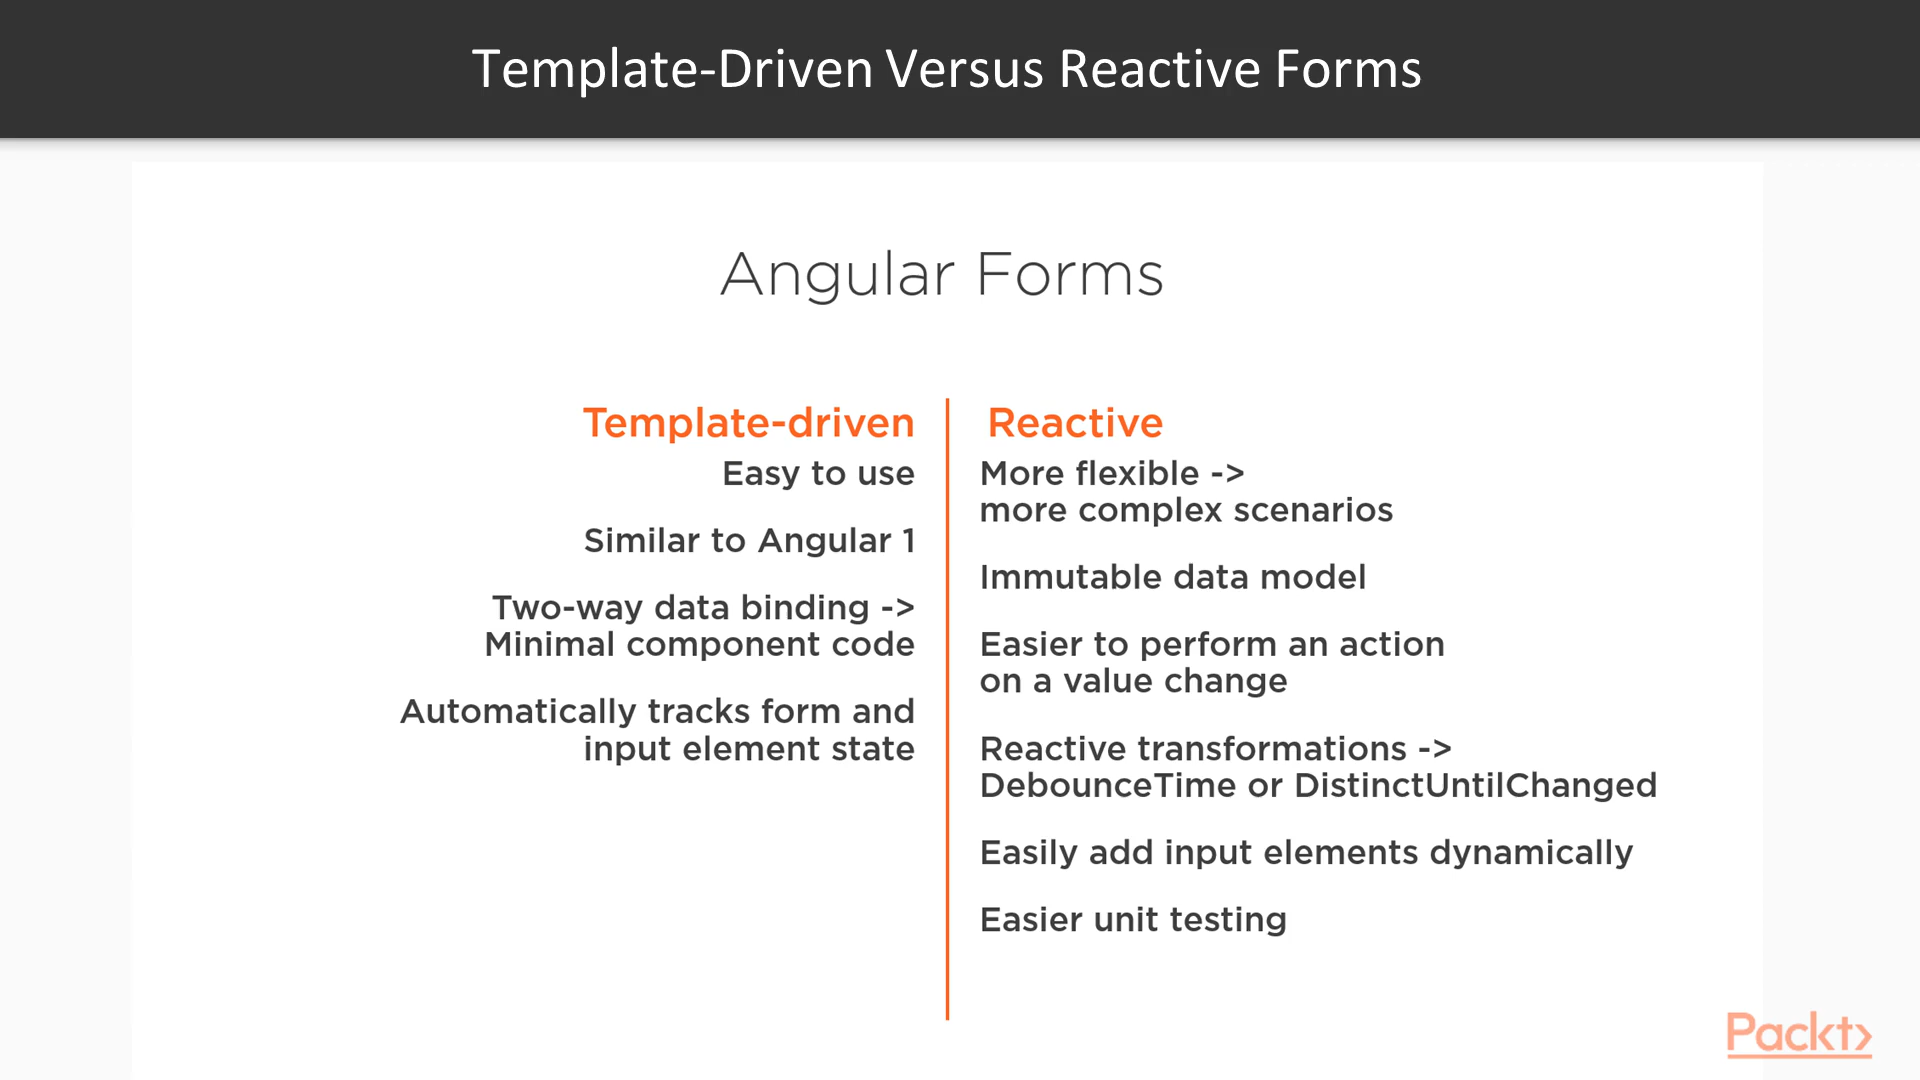 Template-Driven Versus Reactive Forms
Angular Forms
Template-driven
Easy to use
Similar to Angular 1
Two-way data binding ->
Minimal component code
Automatically tracks form and
input element state
Reactive
More flexible ->
more complex scenarios
Immutable data model
Easier to perform an action
on a value change
Reactive transformations ->
DebounceTime or DistinctUntilChanged
Easily add input elements dynamically
Easier unit testing
Packt>